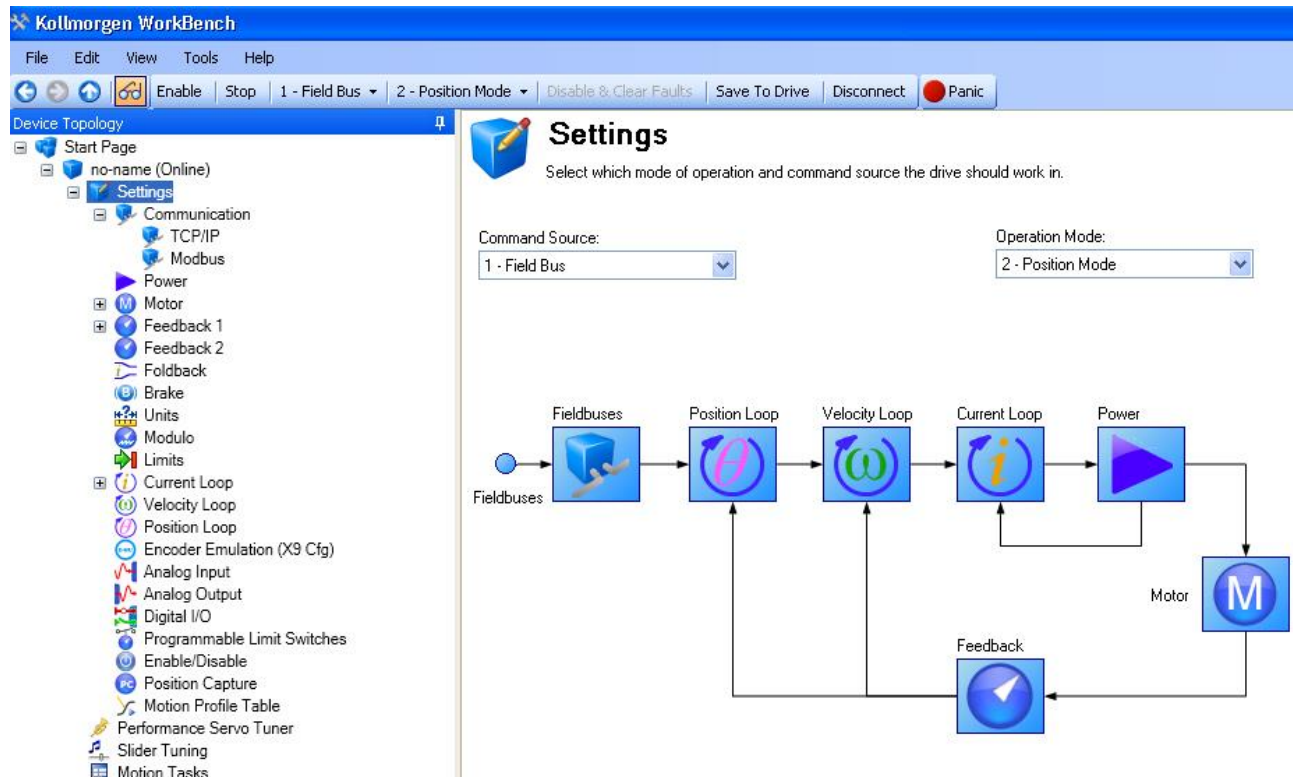 Kollmorgen WorkBench
File Edit View Tools Help
Enable Stop 1 - Field Bus 2 - Position Mode Disable & Clear Faults Save To Drive Disconnect Panic
Device Topology
Start Page
no-name (Online)
Settings
Communication
TCP/IP
Modbus
Power
M Motor
Feedback 1
Feedback 2
Foldback
B Brake
Units
Modulo
Limits
i Current Loop
ω Velocity Loop
θ Position Loop
Encoder Emulation (X9 Cfg)
Analog Input
Analog Output
Digital I/O
Programmable Limit Switches
Enable/Disable
PC Position Capture
Motion Profile Table
Performance Servo Tuner
Slider Tuning
Motion Tasks
Settings
Select which mode of operation and command source the drive should work in.
Command Source:
1 - Field Bus
Operation Mode:
2 - Position Mode
Fieldbuses Position Loop Velocity Loop Current Loop Power
θ ω i
Fieldbuses
Motor M
Feedback